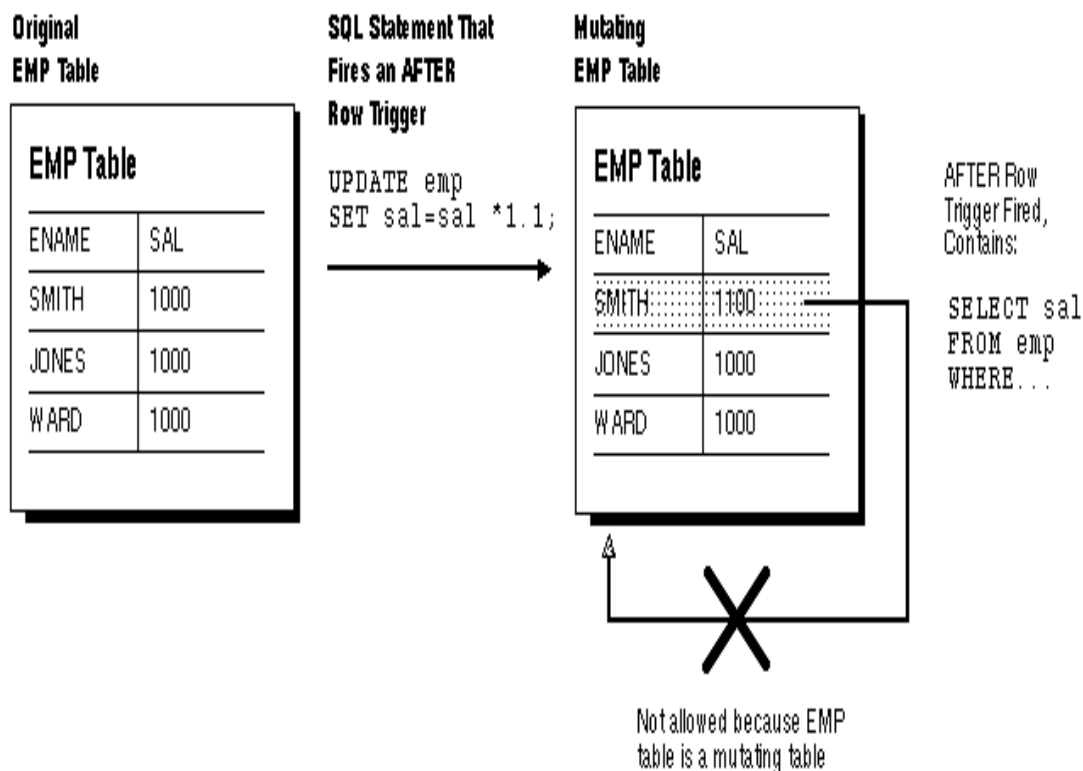 Original
EMP Table
SQL Statement That
Fires an AFTER
Row Trigger
Mutating
EMP Table
EMP Table
ENAME SAL
SMITH 1000
JONES 1000
WARD 1000
UPDATE emp
SET sal=sal *1.1;
EMP Table
ENAME SAL
SMITH 1100
JONES 1000
WARD 1000
AFTER Row
Trigger Fired,
Contains:
SELECT sal
FROM emp
WHERE...
Not allowed because EMP
table is a mutating table